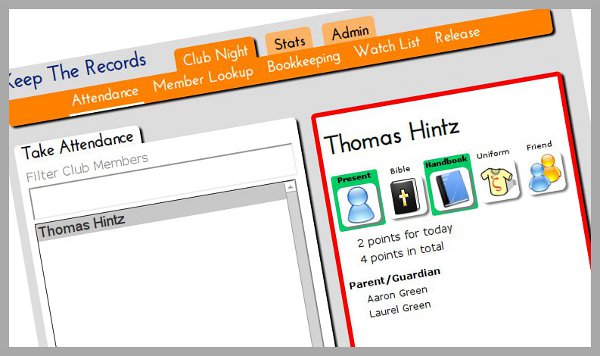 Keep The Records
Club Night
Stats
Admin
Attendance
Member Lookup
Bookkeeping
Watch List
Release
Take Attendance
Filter Club Members
Thomas Hintz
Thomas Hintz
Present
Bible
Handbook
Uniform
Friend
2 points for today
4 points in total
Parent/Guardian
Aaron Green
Laurel Green